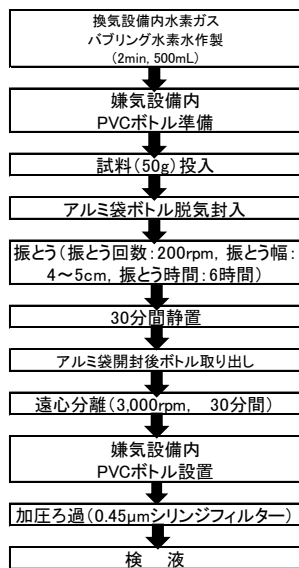 換気設備内水素ガス
バブリング水素水作製
(2min, 500mL)
嫌気設備内
PVCボトル準備
試料(50g)投入
アルミ袋ボトル脱気封入
振とう(振とう回数:200rpm, 振とう幅:
4～5cm, 振とう時間:6時間)
30分間静置
アルミ袋開封後ボトル取り出し
遠心分離(3,000rpm, 30分間)
嫌気設備内
PVCボトル設置
加圧ろ過(0.45μmシリンジフィルター)
検 液